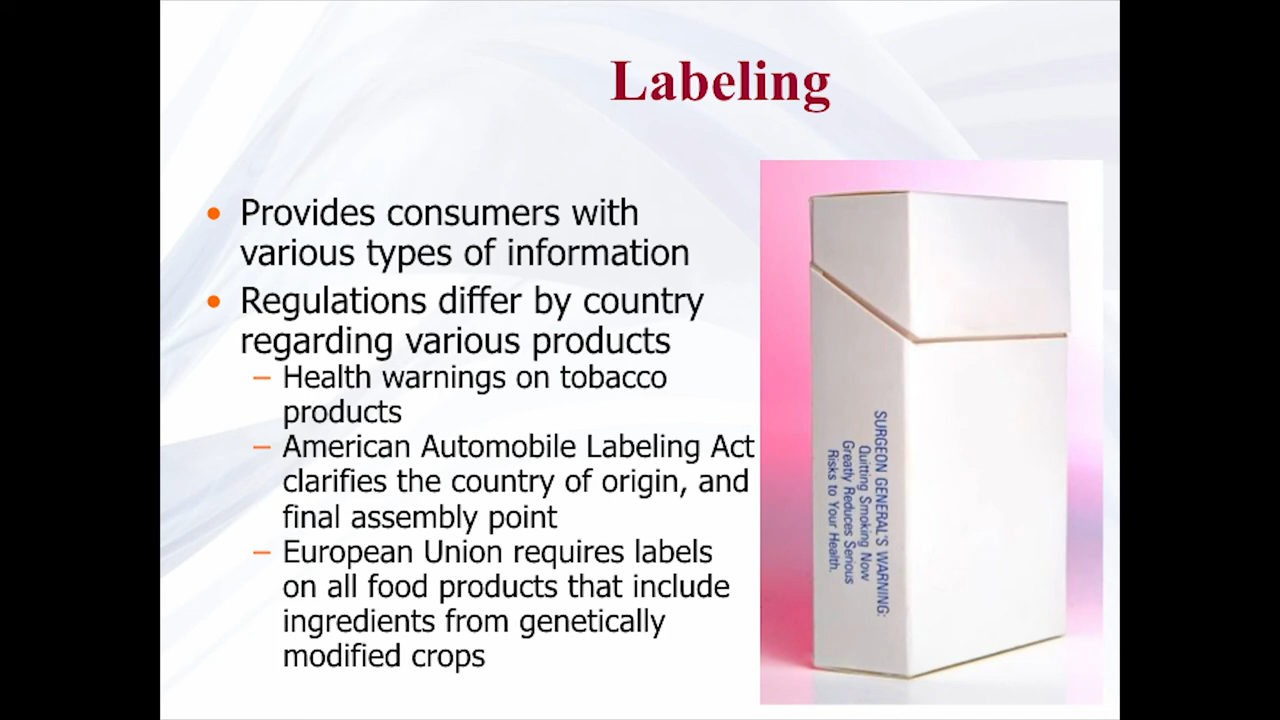 Labeling
• Provides consumers with
various types of information
• Regulations differ by country
regarding various products
– Health warnings on tobacco
products
– American Automobile Labeling Act
clarifies the country of origin, and
final assembly point
– European Union requires labels
on all food products that include
ingredients from genetically
modified crops
SURGEON GENERAL'S WARNING:
Quitting Smoking Now
Greatly Reduces Serious
Risks to Your Health.